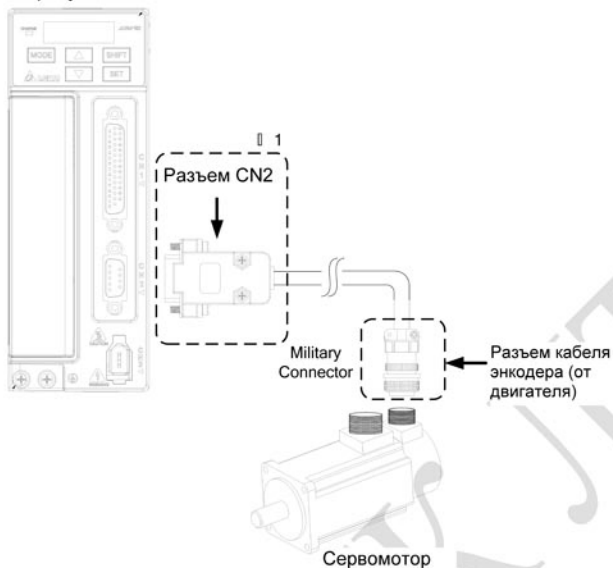 MODE
SHIFT
SET
1
Разъем CN2
Military
Connector
Разъем кабеля
энкодера (от
двигателя)
Сервомотор